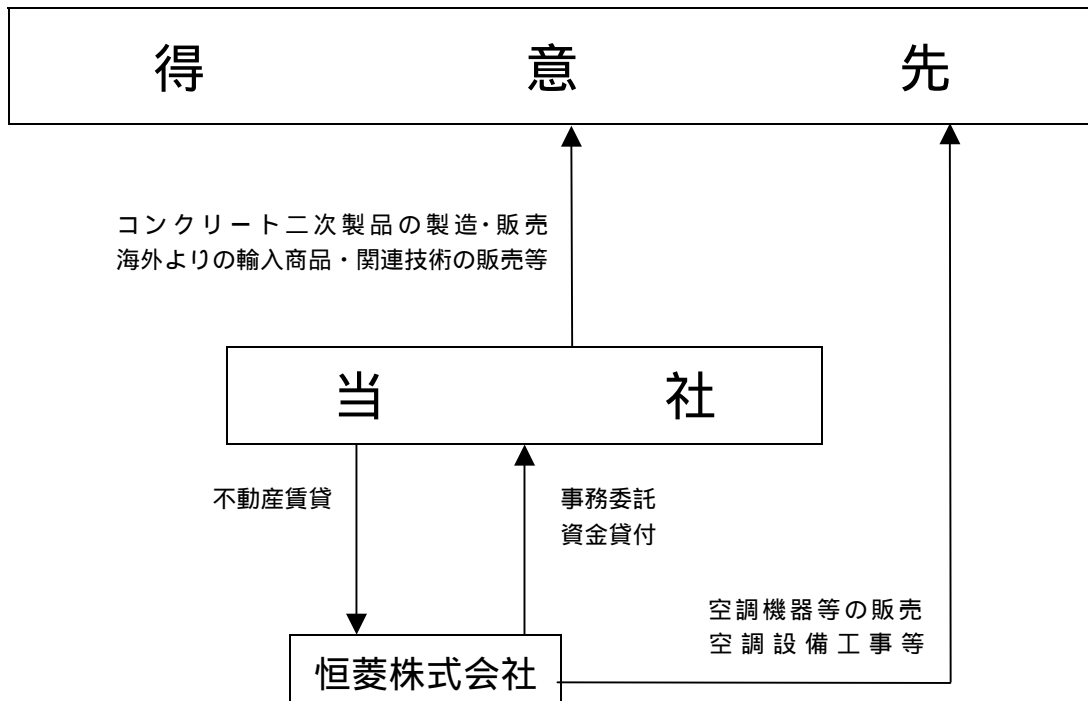 得意先
コンクリート二次製品の製造・販売
海外よりの輸入商品・関連技術の販売等
当社
不動産賃貸
事務委託
資金貸付
空調機器等の販売
空調設備工事等
恒菱株式会社